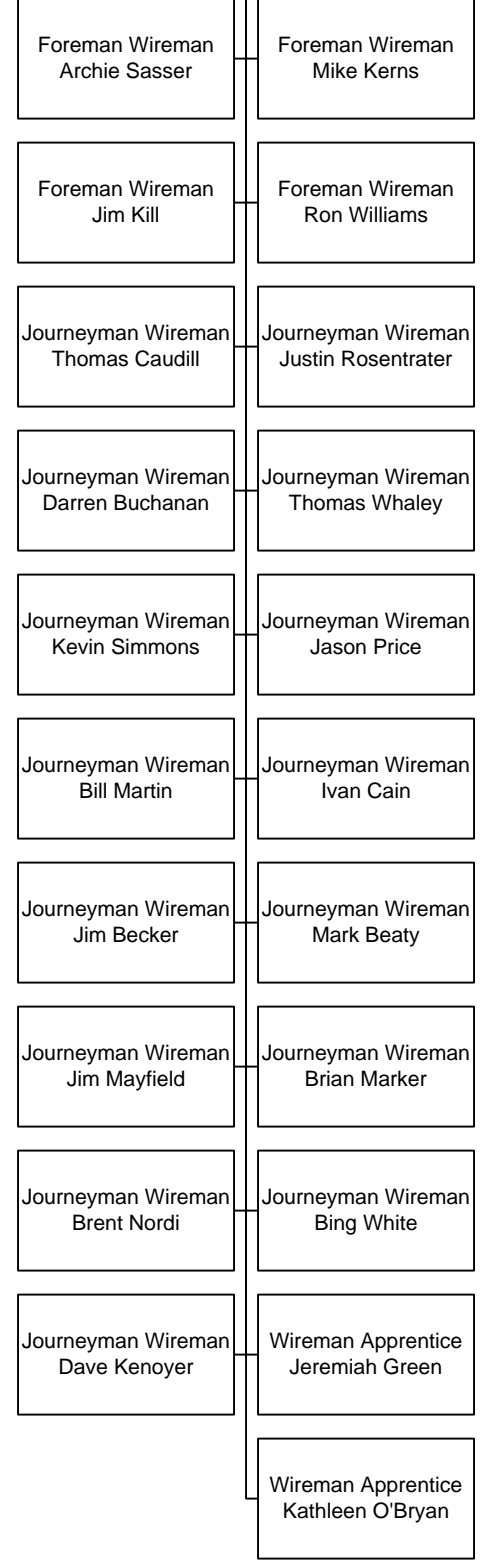 Foreman Wireman
Archie Sasser
Foreman Wireman
Mike Kerns
Foreman Wireman
Jim Kill
Foreman Wireman
Ron Williams
Journeyman Wireman
Thomas Caudill
Journeyman Wireman
Justin Rosentrater
Journeyman Wireman
Darren Buchanan
Journeyman Wireman
Thomas Whaley
Journeyman Wireman
Kevin Simmons
Journeyman Wireman
Jason Price
Journeyman Wireman
Bill Martin
Journeyman Wireman
Ivan Cain
Journeyman Wireman
Jim Becker
Journeyman Wireman
Mark Beaty
Journeyman Wireman
Jim Mayfield
Journeyman Wireman
Brian Marker
Journeyman Wireman
Brent Nordi
Journeyman Wireman
Bing White
Journeyman Wireman
Dave Kenoyer
Wireman Apprentice
Jeremiah Green
Wireman Apprentice
Kathleen O'Bryan